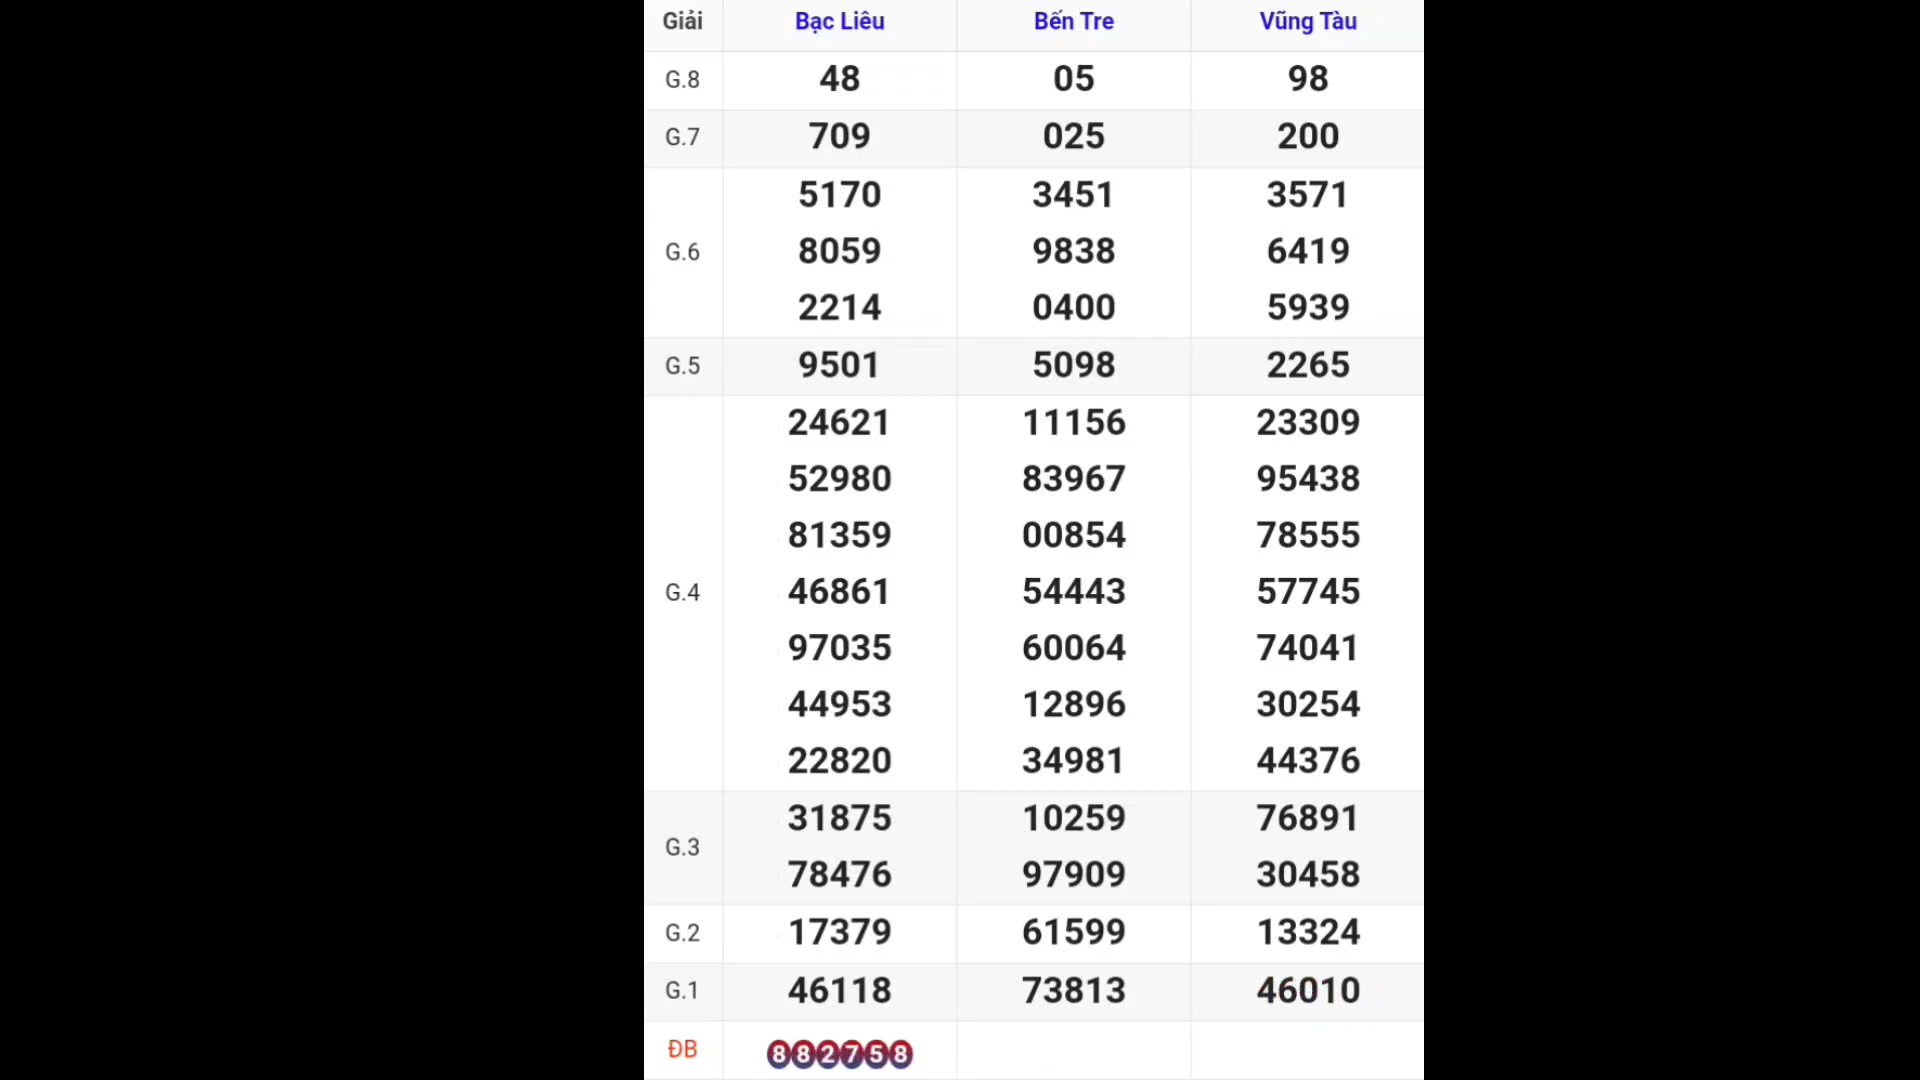 Giải Bạc Liêu Bến Tre Vũng Tàu
G.8 48 05 98
G.7 709 025 200
5170 3451 3571
G.6 8059 9838 6419
2214 0400 5939
G.5 9501 5098 2265
24621 11156 23309
52980 83967 95438
81359 00854 78555
G.4 46861 54443 57745
97035 60064 74041
44953 12896 30254
22820 34981 44376
31875 10259 76891
G.3
78476 97909 30458
G.2 17379 61599 13324
G.1 46118 73813 46010
ĐB 882758